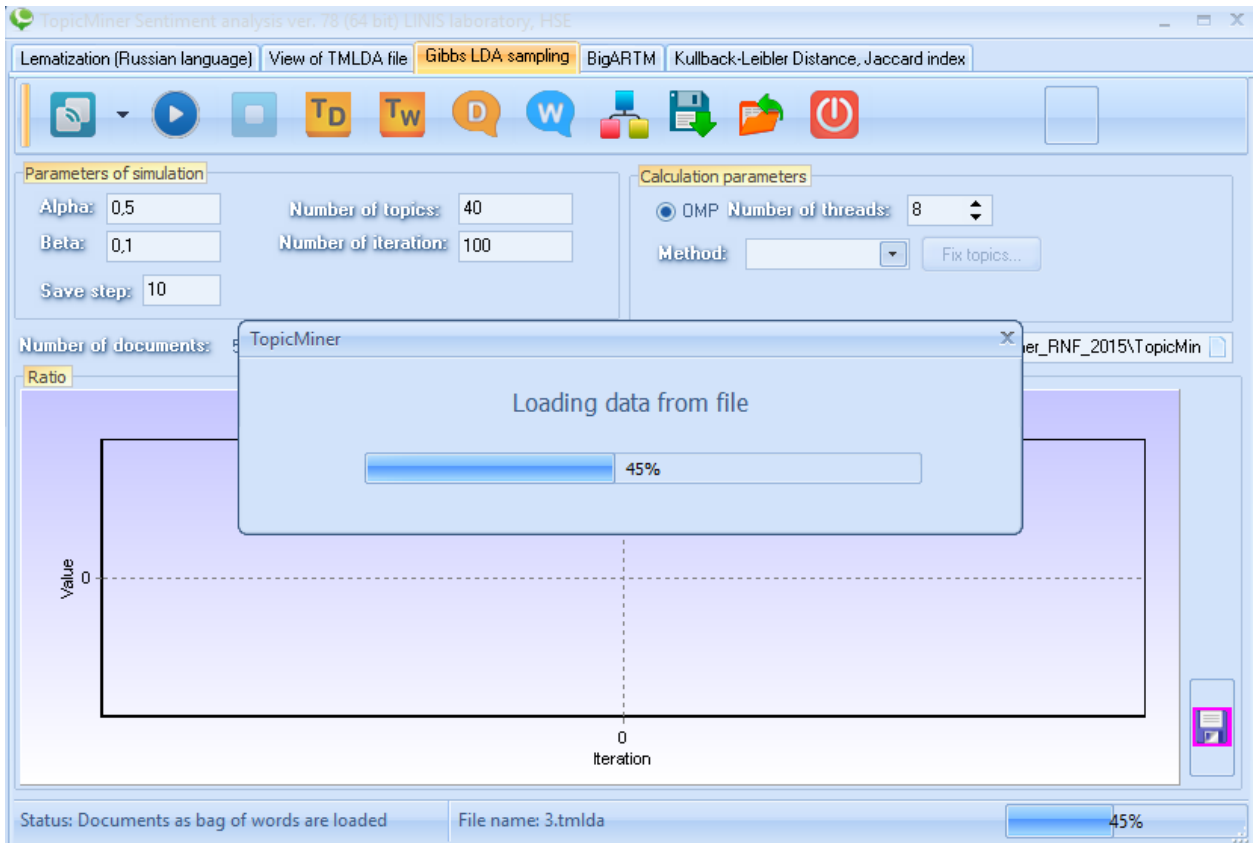 TopicMiner Sentiment analysis ver. 78 (64 bit) LINIS laboratory, HSE
Lematization (Russian language) View of TMLDA file Gibbs LDA sampling BigARTM Kullback-Leibler Distance, Jaccard index
TD TW D W
Parameters of simulation
Alpha: 0,5 Number of topics: 40
Beta: 0,1 Number of iteration: 100
Save step: 10
Calculation parameters
OMP Number of threads: 8
Method: Fix topics...
Number of documents: er_RNF_2015\TopicMin
TopicMiner
Loading data from file
45%
Ratio
Value
0
0
Iteration
Status: Documents as bag of words are loaded File name: 3.tmlda 45%